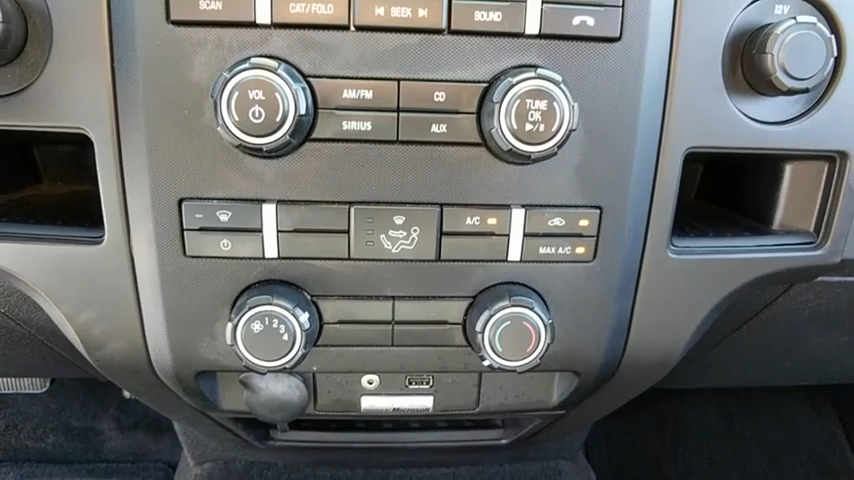 SCAN
CAT/FOLD
SEEK
SOUND
12V
VOL
AM/FM
CD
SIRIUS
AUX
TUNE
OK
A/C
MAX A/C
1 2 3 4
Microsoft